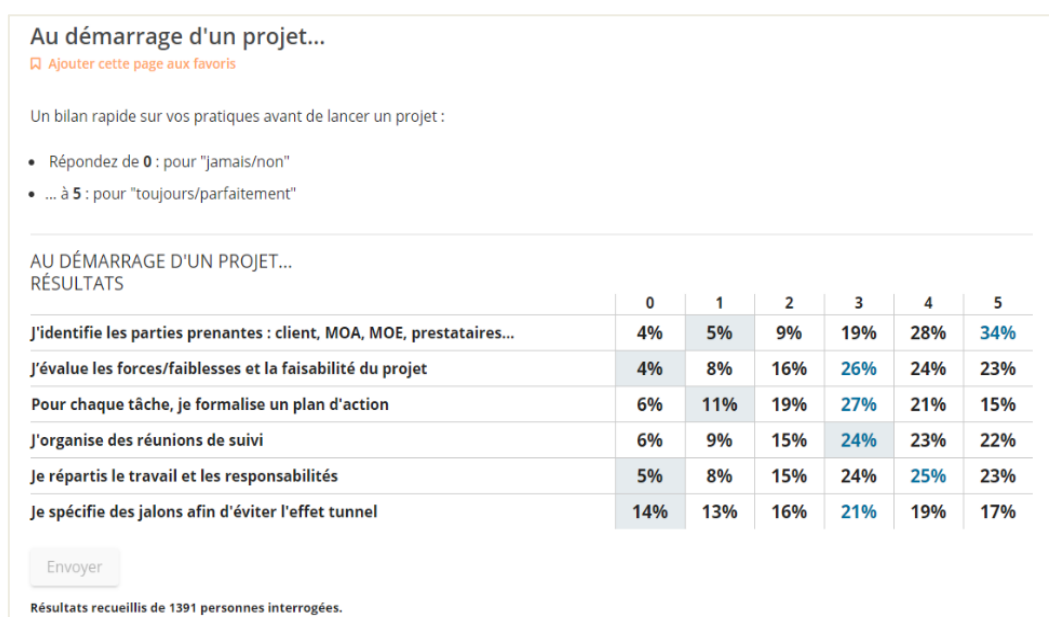 Au démarrage d'un projet...
Ajouter cette page aux favoris
Un bilan rapide sur vos pratiques avant de lancer un projet :
• Répondez de 0 : pour "jamais/non"
• ... à 5 : pour "toujours/parfaitement"
AU DÉMARRAGE D'UN PROJET...
RÉSULTATS
0 1 2 3 4 5
J'identifie les parties prenantes : client, MOA, MOE, prestataires... 4% 5% 9% 19% 28% 34%
J'évalue les forces/faiblesses et la faisabilité du projet 4% 8% 16% 26% 24% 23%
Pour chaque tâche, je formalise un plan d'action 6% 11% 19% 27% 21% 15%
J'organise des réunions de suivi 6% 9% 15% 24% 23% 22%
Je répartis le travail et les responsabilités 5% 8% 15% 24% 25% 23%
Je spécifie des jalons afin d'éviter l'effet tunnel 14% 13% 16% 21% 19% 17%
Envoyer
Résultats recueillis de 1391 personnes interrogées.